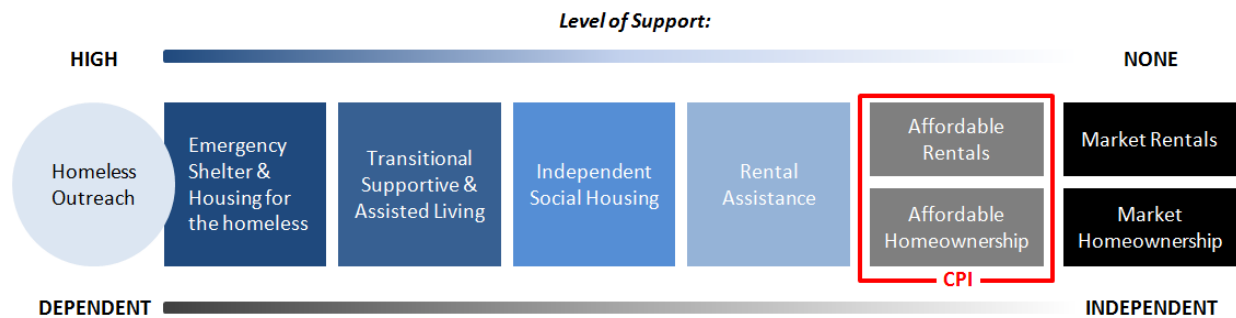 Level of Support:
HIGH
NONE
Homeless
Outreach
Emergency
Shelter &
Housing for
the homeless
Transitional
Supportive &
Assisted Living
Independent
Social Housing
Rental
Assistance
Affordable
Rentals
Affordable
Homeownership
CPI
Market Rentals
Market
Homeownership
DEPENDENT
INDEPENDENT